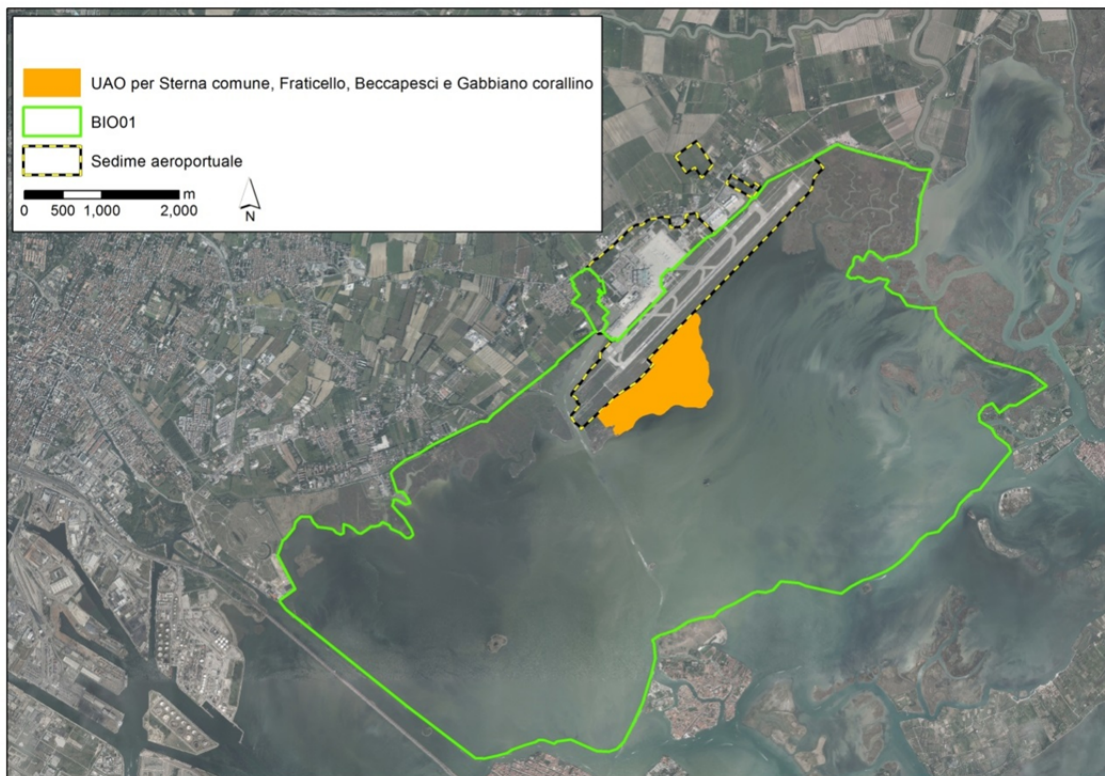 UAO per Sterna comune, Fraticello, Beccapesci e Gabbiano corallino
BIO01
Sedime aeroportuale
m
0 500 1,000 2,000
N